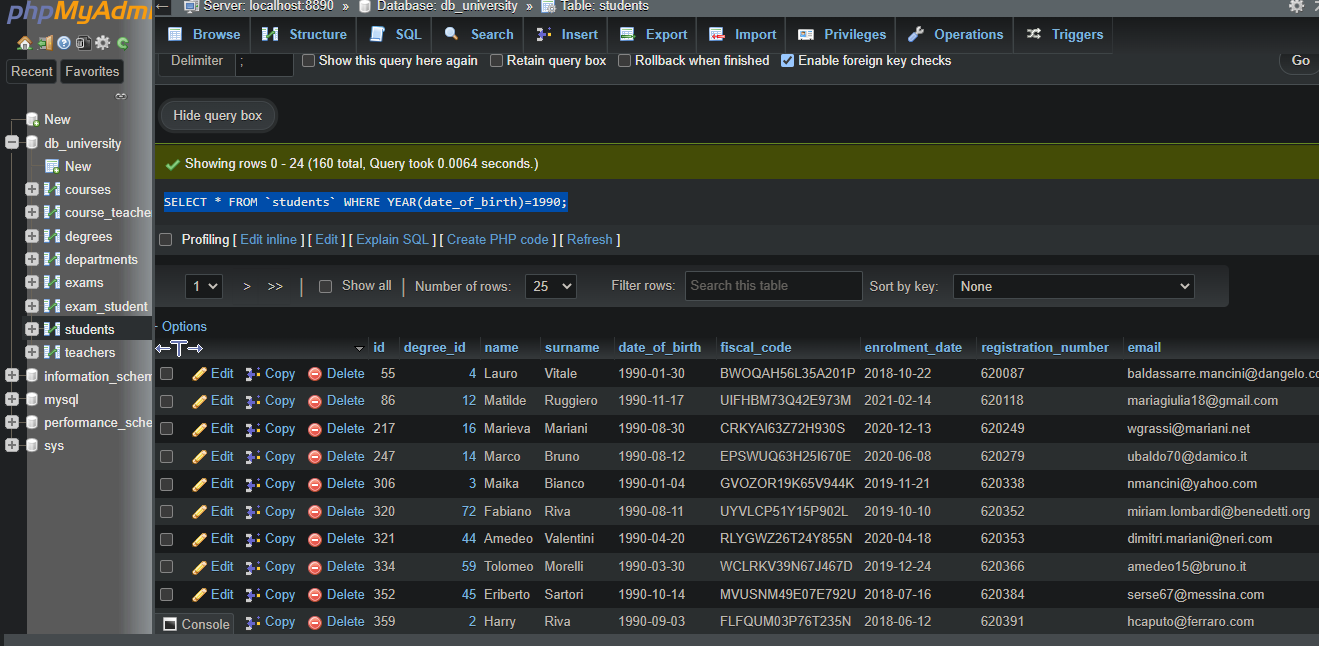 phpMyAdm
Server: localhost:8890 » Database: db_university » Table: students
Browse Structure SQL Search Insert Export Import Privileges Operations Triggers
Recent Favorites
Delimiter ; Show this query here again Retain query box Rollback when finished Enable foreign key checks Go
Hide query box
New
db_university
New
courses
course_teache
degrees
departments
exams
exam_student
students
teachers
information_schem
mysql
performance_sche
sys
Showing rows 0 - 24 (160 total, Query took 0.0064 seconds.)
SELECT * FROM `students` WHERE YEAR(date_of_birth)=1990;
Profiling [ Edit inline ] [ Edit ] [ Explain SQL ] [ Create PHP code ] [ Refresh ]
1 > >> Show all Number of rows: 25 Filter rows: Search this table Sort by key: None
Options
id degree_id name surname date_of_birth fiscal_code enrolment_date registration_number email
Edit Copy Delete 55 4 Lauro Vitale 1990-01-30 BWOQAH56L35A201P 2018-10-22 620087 baldassarre.mancini@dangelo.co
Edit Copy Delete 86 12 Matilde Ruggiero 1990-11-17 UIFHBM73Q42E973M 2021-02-14 620118 mariagiulia18@gmail.com
Edit Copy Delete 217 16 Marieva Mariani 1990-08-30 CRKYAI63Z72H930S 2020-12-13 620249 wgrassi@mariani.net
Edit Copy Delete 247 14 Marco Bruno 1990-08-12 EPSWUQ63H25I670E 2020-06-08 620279 ubaldo70@damico.it
Edit Copy Delete 306 3 Maika Bianco 1990-01-04 GVOZOR19K65V944K 2019-11-21 620338 nmancini@yahoo.com
Edit Copy Delete 320 72 Fabiano Riva 1990-08-11 UYVLCP51Y15P902L 2019-10-10 620352 miriam.lombardi@benedetti.org
Edit Copy Delete 321 44 Amedeo Valentini 1990-04-20 RLYGWZ26T24Y855N 2020-04-18 620353 dimitri.mariani@neri.com
Edit Copy Delete 334 59 Tolomeo Morelli 1990-03-30 WCLRKV39N67J467D 2019-12-24 620366 amedeo15@bruno.it
Edit Copy Delete 352 45 Eriberto Sartori 1990-10-14 MVUSNM49E07E792U 2018-07-16 620384 serse67@messina.com
Console Copy Delete 359 2 Harry Riva 1990-09-03 FLFQUM03P76T235N 2018-06-12 620391 hcaputo@ferraro.com